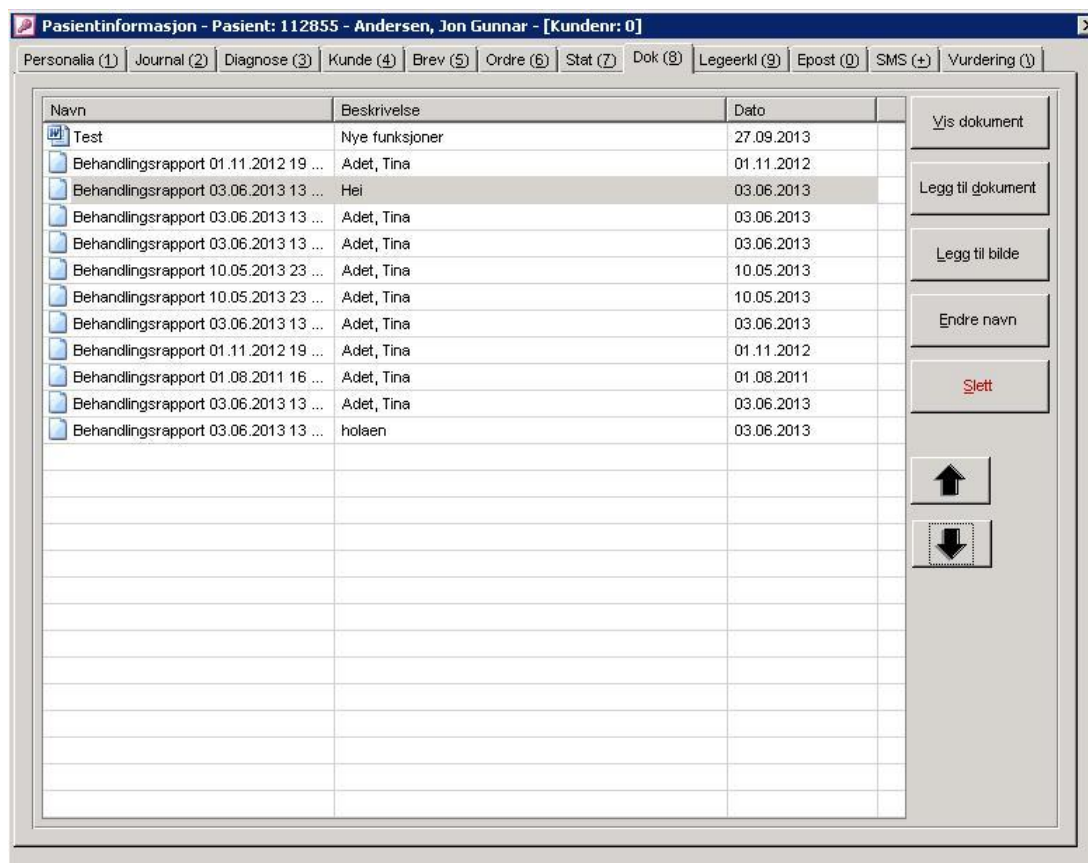 Pasientinformasjon - Pasient: 112855 - Andersen, Jon Gunnar - [Kundenr: 0]
Personalia (1) Journal (2) Diagnose (3) Kunde (4) Brev (5) Ordre (6) Stat (7) Dok (8) Legeerkl (9) Epost (0) SMS (+) Vurdering (\)
Navn Beskrivelse Dato
Test Nye funksjoner 27.09.2013
Behandlingsrapport 01.11.2012 19 ... Adet, Tina 01.11.2012
Behandlingsrapport 03.06.2013 13 ... Hei 03.06.2013
Behandlingsrapport 03.06.2013 13 ... Adet, Tina 03.06.2013
Behandlingsrapport 03.06.2013 13 ... Adet, Tina 03.06.2013
Behandlingsrapport 10.05.2013 23 ... Adet, Tina 10.05.2013
Behandlingsrapport 10.05.2013 23 ... Adet, Tina 10.05.2013
Behandlingsrapport 03.06.2013 13 ... Adet, Tina 03.06.2013
Behandlingsrapport 01.11.2012 19 ... Adet, Tina 01.11.2012
Behandlingsrapport 01.08.2011 16 ... Adet, Tina 01.08.2011
Behandlingsrapport 03.06.2013 13 ... Adet, Tina 03.06.2013
Behandlingsrapport 03.06.2013 13 ... holaen 03.06.2013
Vis dokument
Legg til dokument
Legg til bilde
Endre navn
Slett